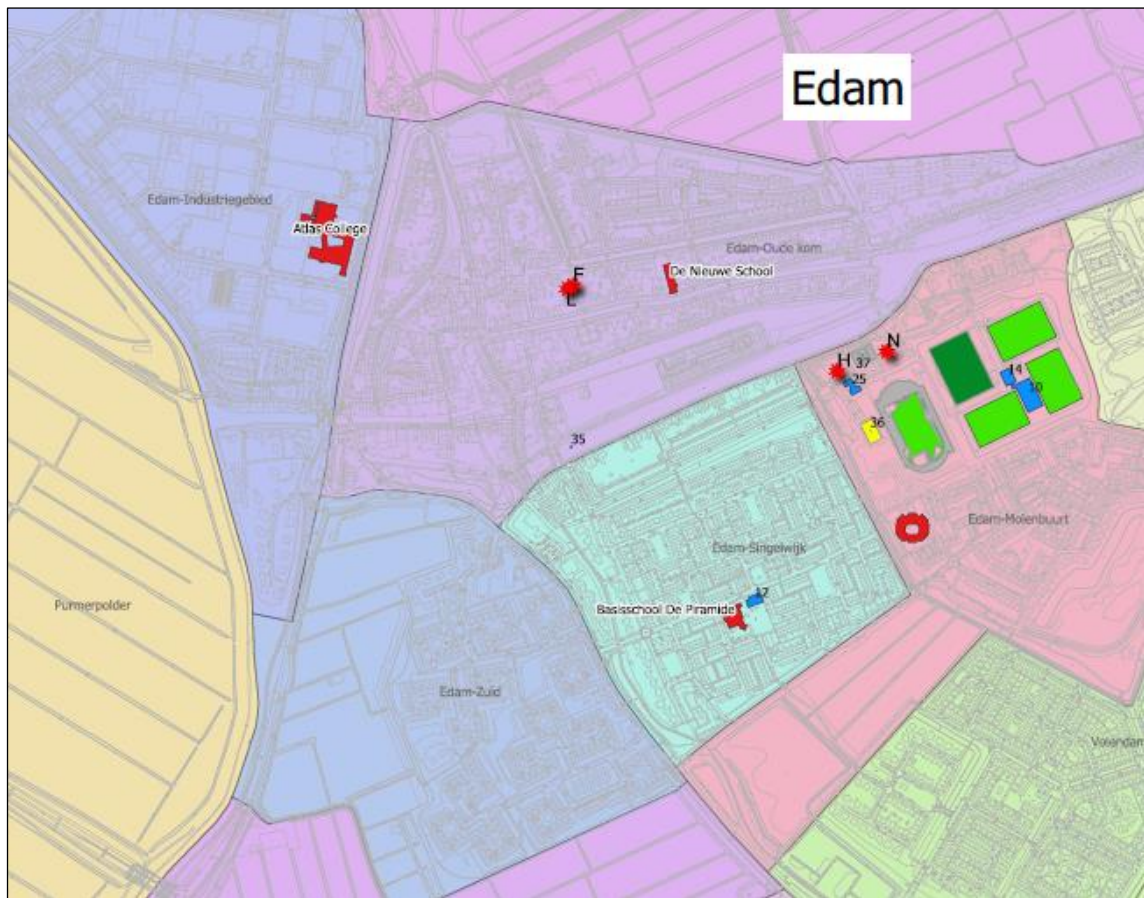 Edam
Edam-Industriegebied
Atlas College
Edam-Oude kom
F
De Nieuwe School
L
N
H
37
25
14
10
36
35
Edam-Molenbuurt
Edam-Singelwijk
12
Basisschool De Piramide
Purmerpolder
Edam-Zuid
Volendam